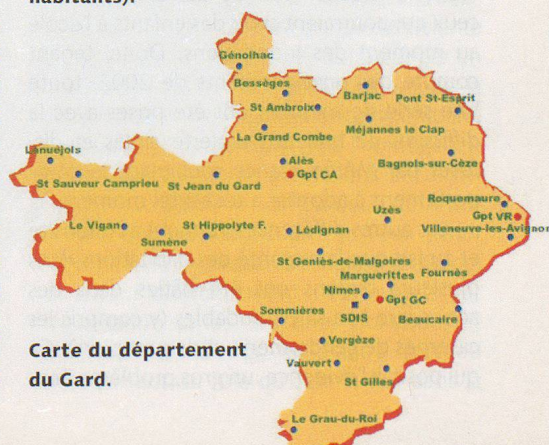 habitants).
Génolhac
Bessèges
Barjac
Pont St-Esprit
St Ambroix
Méjannes le Clap
La Grand Combe
Lanuéjols
Alès
Bagnols-sur-Cèze
Gpt CA
St Sauveur Camprieu
St Jean du Gard
Roquemaure
Uzès
Gpt VR
Le Vigan
St Hippolyte F.
Lédignan
Villeneuve-les-Avignon
Sumène
St Geniès-de-Malgoires
Fournès
Marguerittes
Nîmes
Gpt GC
SDIS
Sommières
Beaucaire
Vergèze
Carte du département
du Gard.
Vauvert
St Gilles
Le Grau-du-Roi